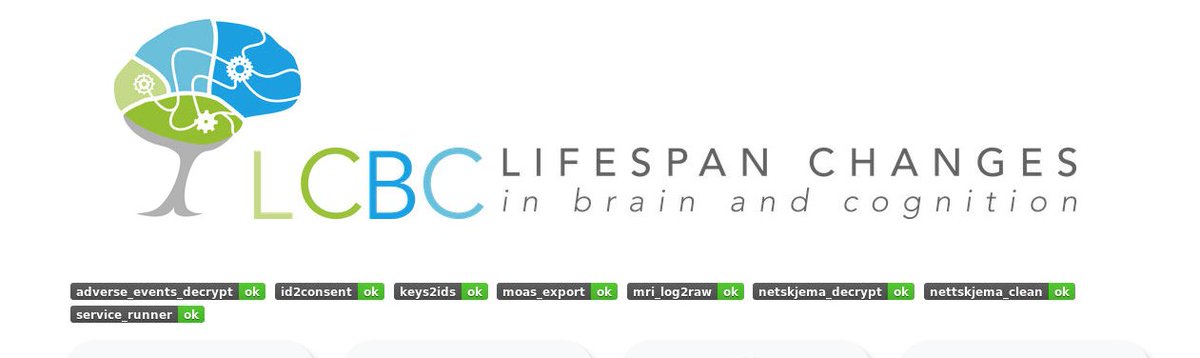 LCBC LIFESPAN CHANGES
in brain and cognition
adverse_events_decrypt ok id2consent ok keys2ids ok moas_export ok mri_log2raw ok netskjema_decrypt ok nettskjema_clean ok
service_runner ok